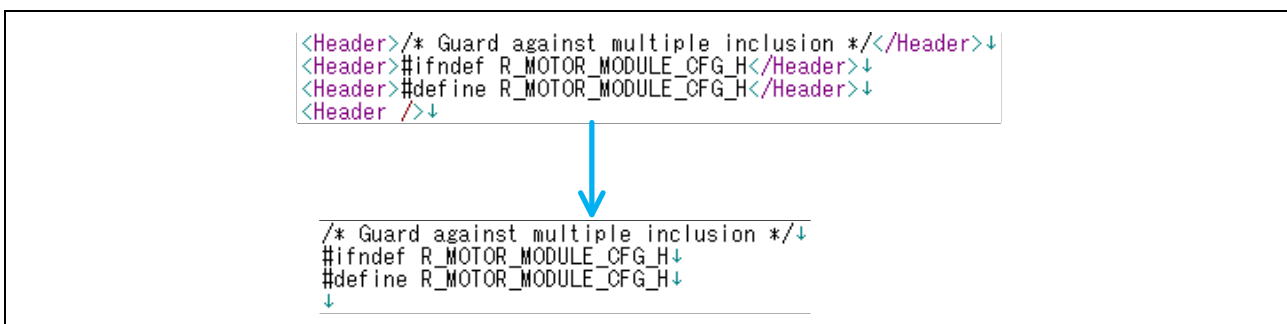 <Header>/* Guard against multiple inclusion */</Header>↓
<Header>#ifndef R_MOTOR_MODULE_CFG_H</Header>↓
<Header>#define R_MOTOR_MODULE_CFG_H</Header>↓
<Header />↓
/* Guard against multiple inclusion */↓
#ifndef R_MOTOR_MODULE_CFG_H↓
#define R_MOTOR_MODULE_CFG_H↓
↓